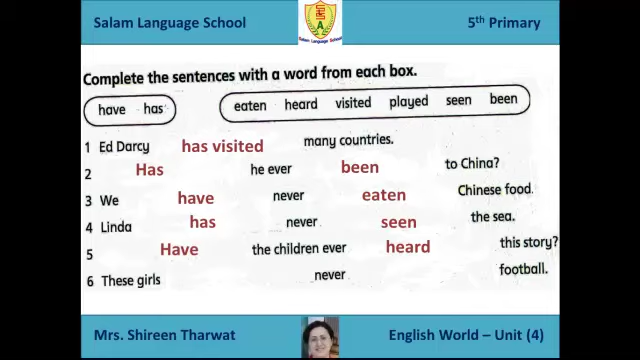 Salam Language School 5th Primary
Salam Language School
Complete the sentences with a word from each box.
have has eaten heard visited played seen been
1 Ed Darcy has visited many countries.
2 Has he ever been to China?
3 We have never eaten Chinese food.
4 Linda has never seen the sea.
5 Have the children ever heard this story?
6 These girls never football.
Mrs. Shireen Tharwat English World – Unit (4)